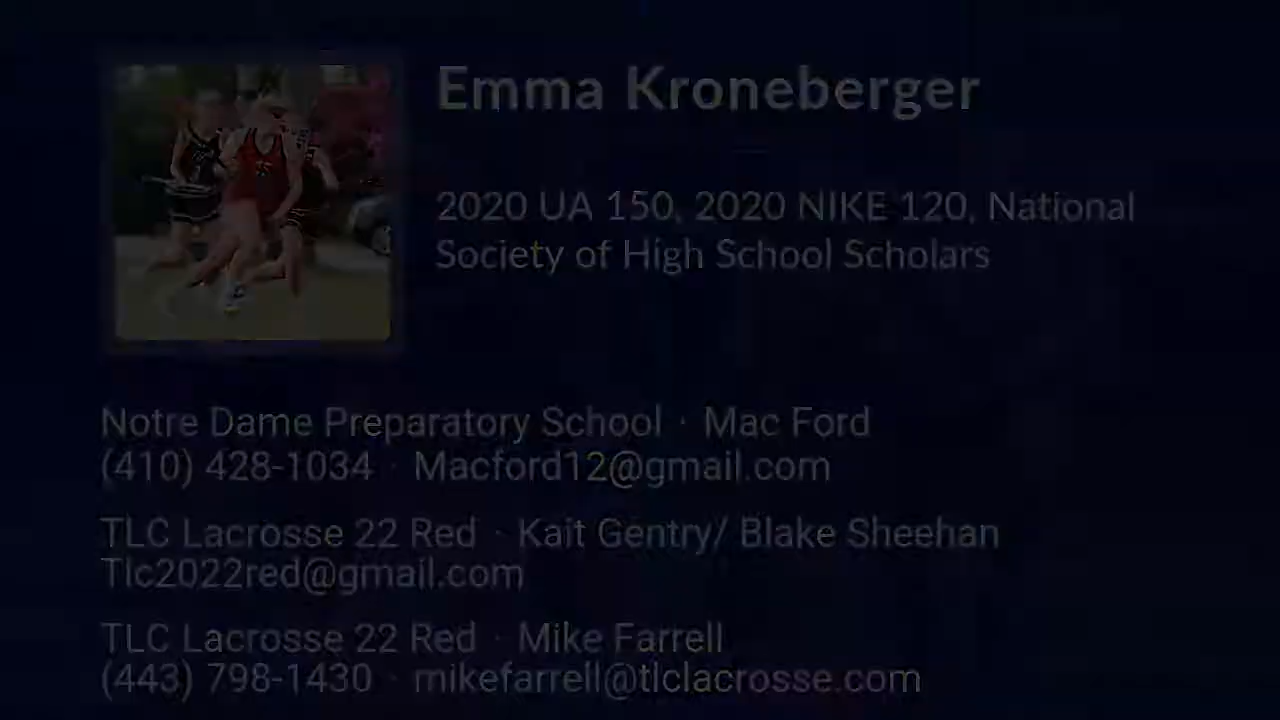 Emma Kroneberger
2020 UA 150, 2020 NIKE 120, National
Society of High School Scholars
Notre Dame Preparatory School · Mac Ford
(410) 428-1034 · Macford12@gmail.com
TLC Lacrosse 22 Red · Kait Gentry/ Blake Sheehan
Tlc2022red@gmail.com
TLC Lacrosse 22 Red · Mike Farrell
(443) 798-1430 · mikefarrell@tlclacrosse.com